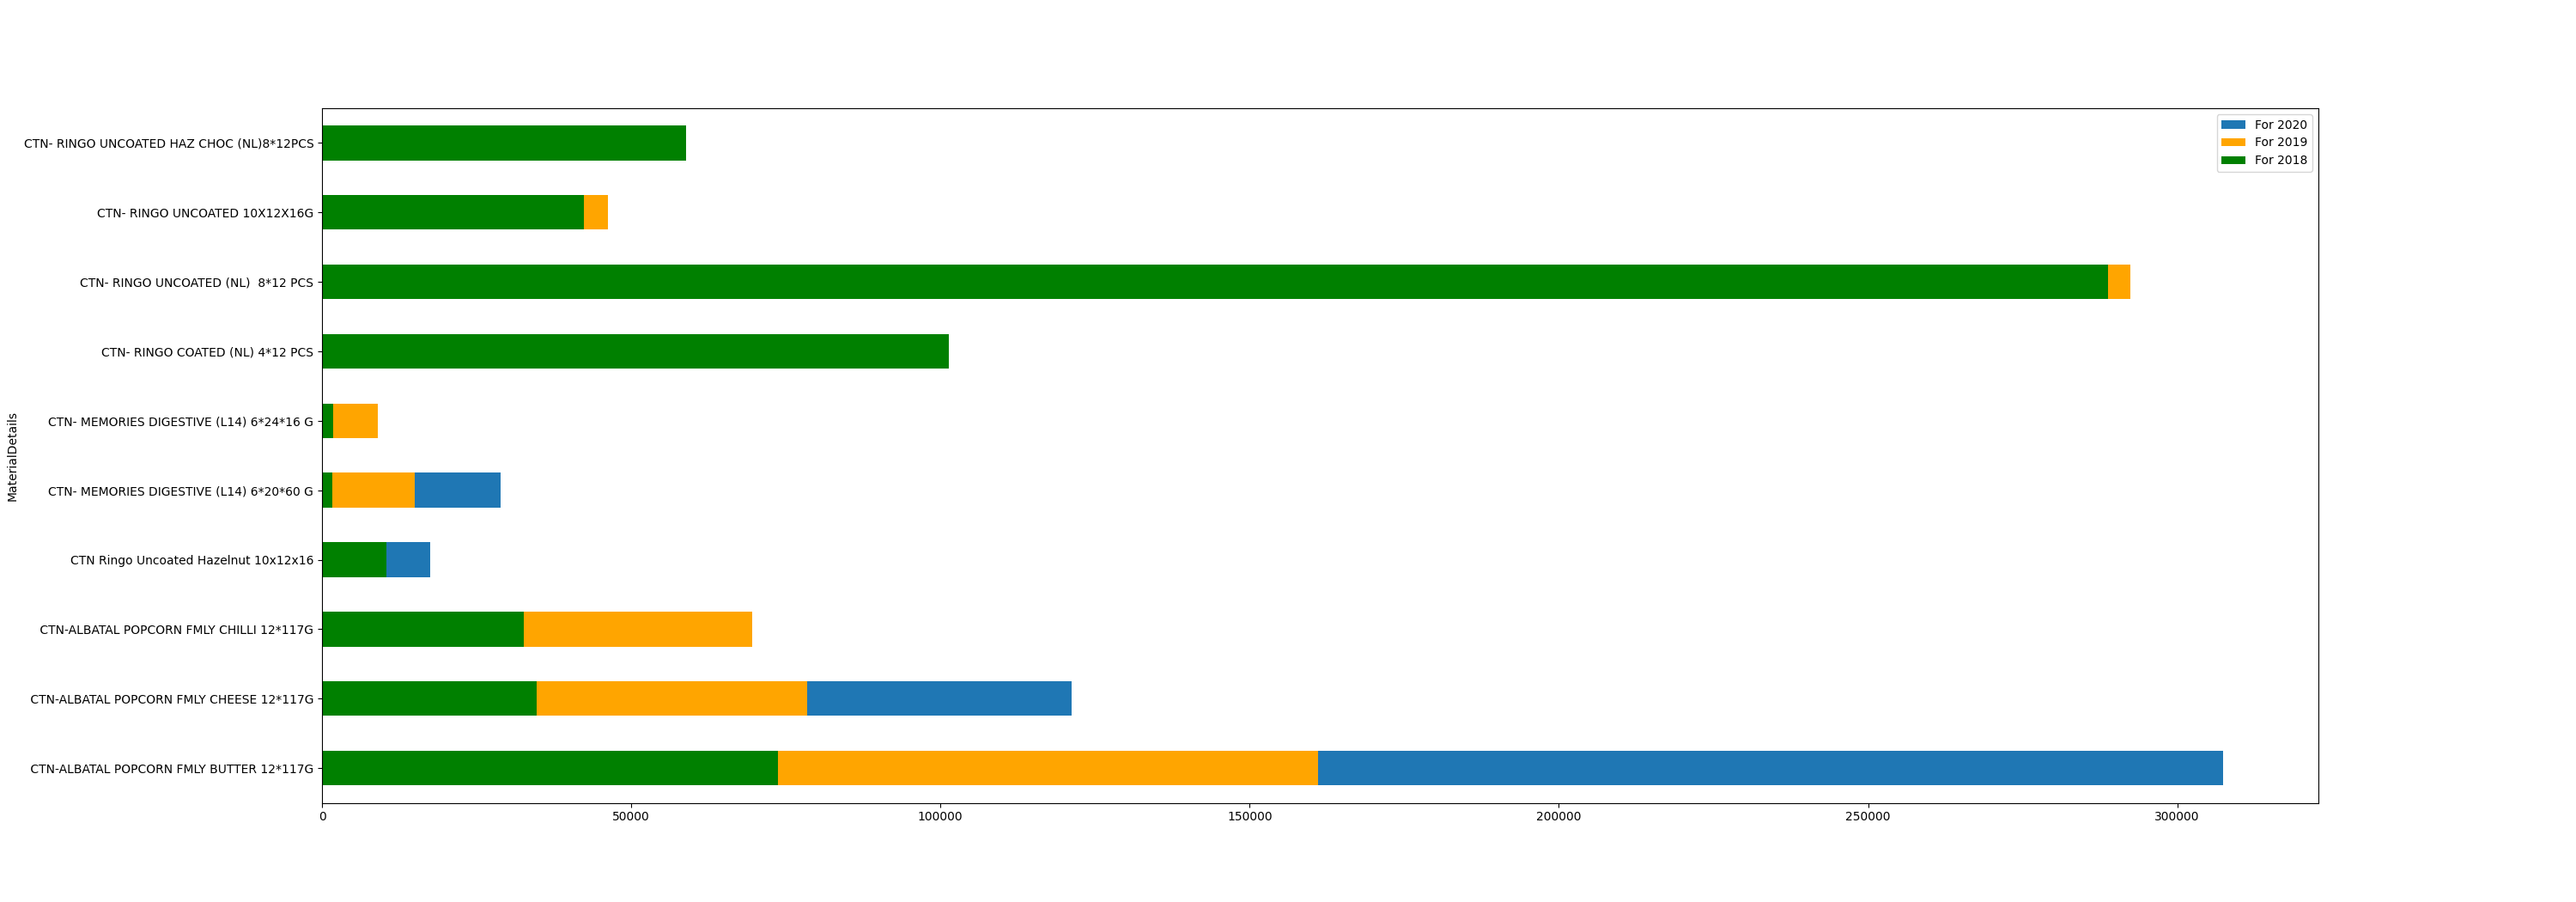 For 2020
For 2019
For 2018
MaterialDetails
CTN- RINGO UNCOATED HAZ CHOC (NL)8*12PCS
CTN- RINGO UNCOATED 10X12X16G
CTN- RINGO UNCOATED (NL)  8*12 PCS
CTN- RINGO COATED (NL) 4*12 PCS
CTN- MEMORIES DIGESTIVE (L14) 6*24*16 G
CTN- MEMORIES DIGESTIVE (L14) 6*20*60 G
CTN Ringo Uncoated Hazelnut 10x12x16
CTN-ALBATAL POPCORN FMLY CHILLI 12*117G
CTN-ALBATAL POPCORN FMLY CHEESE 12*117G
CTN-ALBATAL POPCORN FMLY BUTTER 12*117G
0 50000 100000 150000 200000 250000 300000